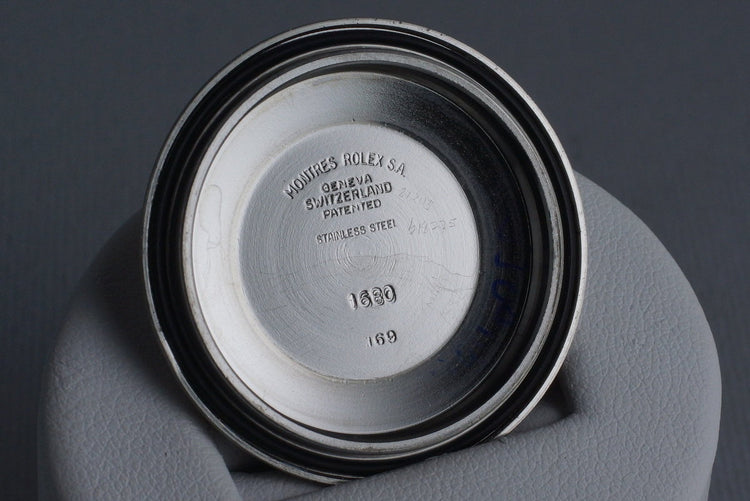 MONTRES ROLEX S.A.
GENEVA
SWITZERLAND
PATENTED
STAINLESS STEEL
1680
169